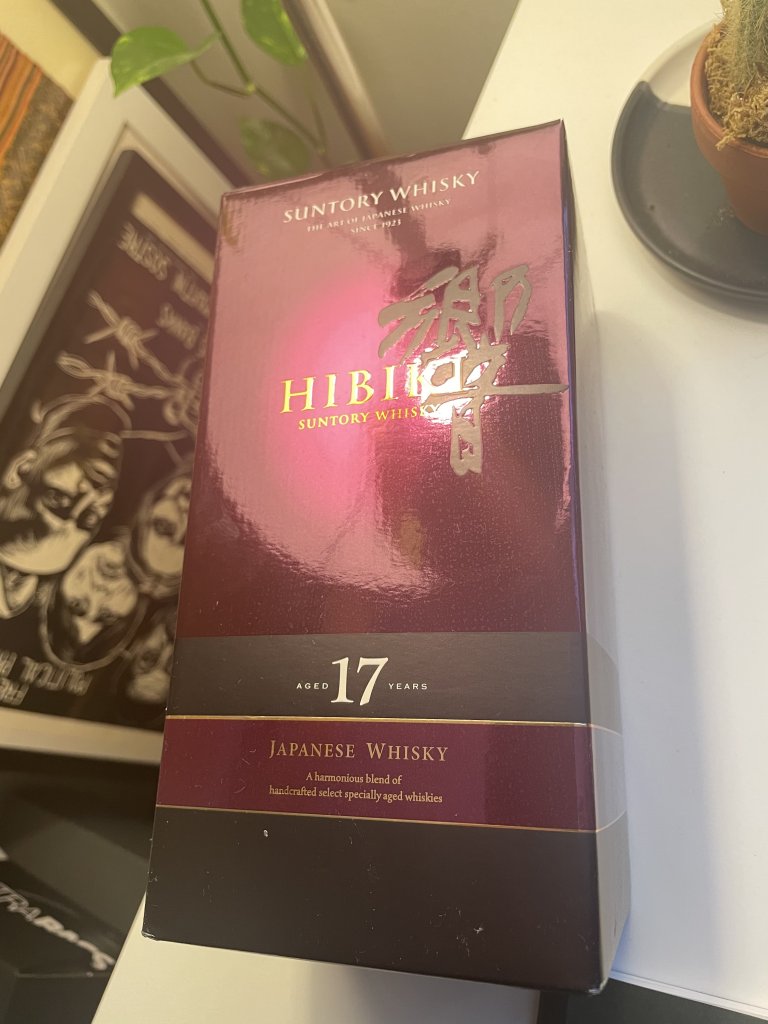 SUNTORY WHISKY
THE ART OF JAPANESE WHISKY
SINCE 1923
響
HIBIKI
SUNTORY WHISKY
AGED 17 YEARS
JAPANESE WHISKY
A harmonious blend of
handcrafted select specially aged whiskies